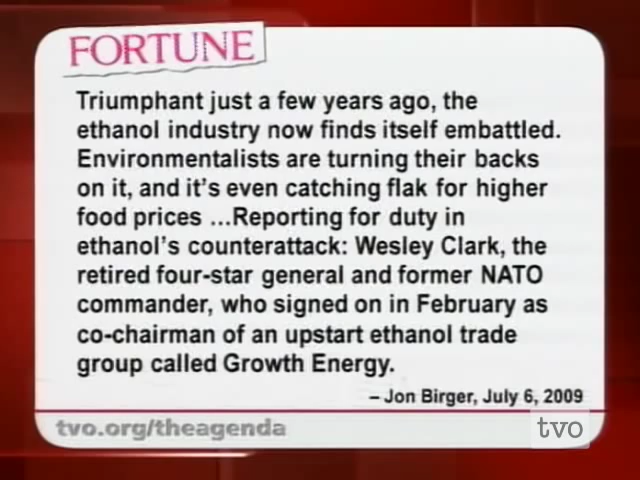 FORTUNE
Triumphant just a few years ago, the
ethanol industry now finds itself embattled.
Environmentalists are turning their backs
on it, and it's even catching flak for higher
food prices ...Reporting for duty in
ethanol's counterattack: Wesley Clark, the
retired four-star general and former NATO
commander, who signed on in February as
co-chairman of an upstart ethanol trade
group called Growth Energy.
– Jon Birger, July 6, 2009
tvo.org/theagenda
tvo